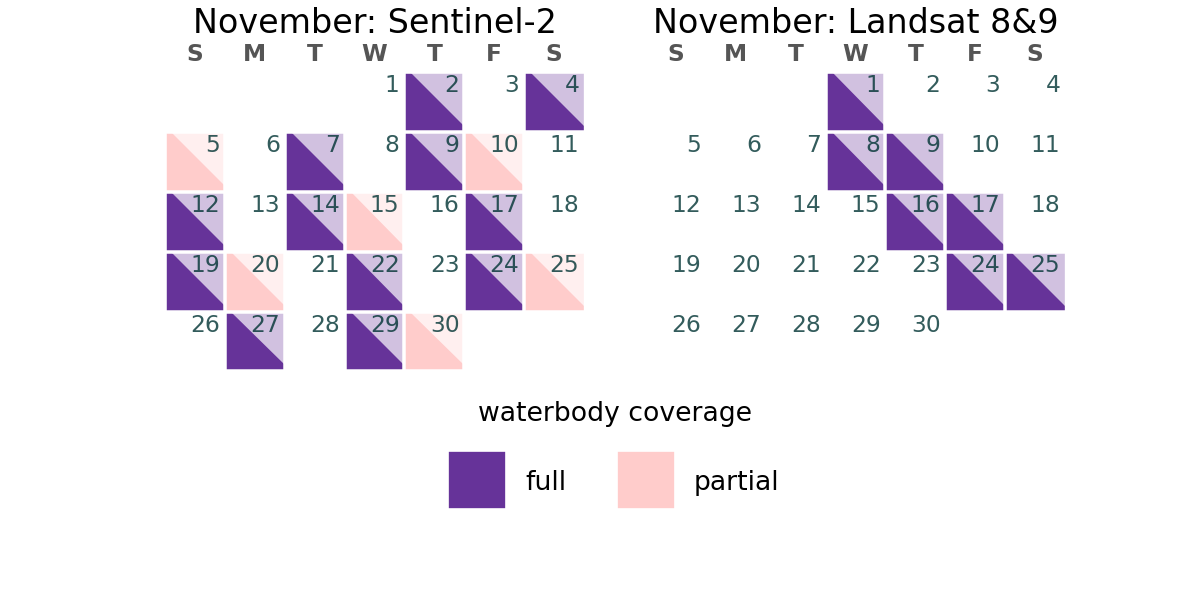 November: Sentinel-2
S M T W T F S
1 2 3 4
5 6 7 8 9 10 11
12 13 14 15 16 17 18
19 20 21 22 23 24 25
26 27 28 29 30
November: Landsat 8&9
S M T W T F S
1 2 3 4
5 6 7 8 9 10 11
12 13 14 15 16 17 18
19 20 21 22 23 24 25
26 27 28 29 30
waterbody coverage
full
partial